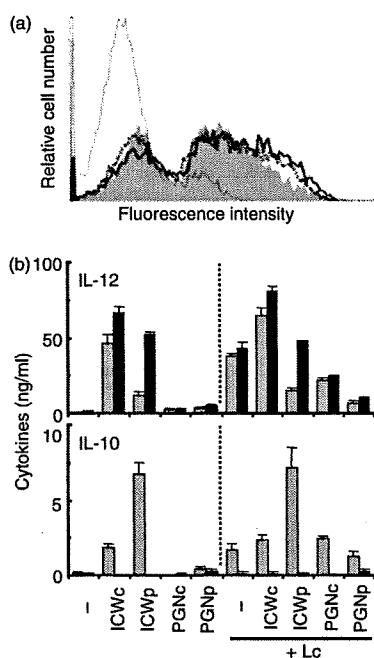 (a)
Relative cell number
Fluorescence intensity
(b)
Cytokines (ng/ml)
100
IL-12
50
0
10
IL-10
5
0
– ICWc ICWp PGNc PGNp – ICWc ICWp PGNc PGNp
+ Lc